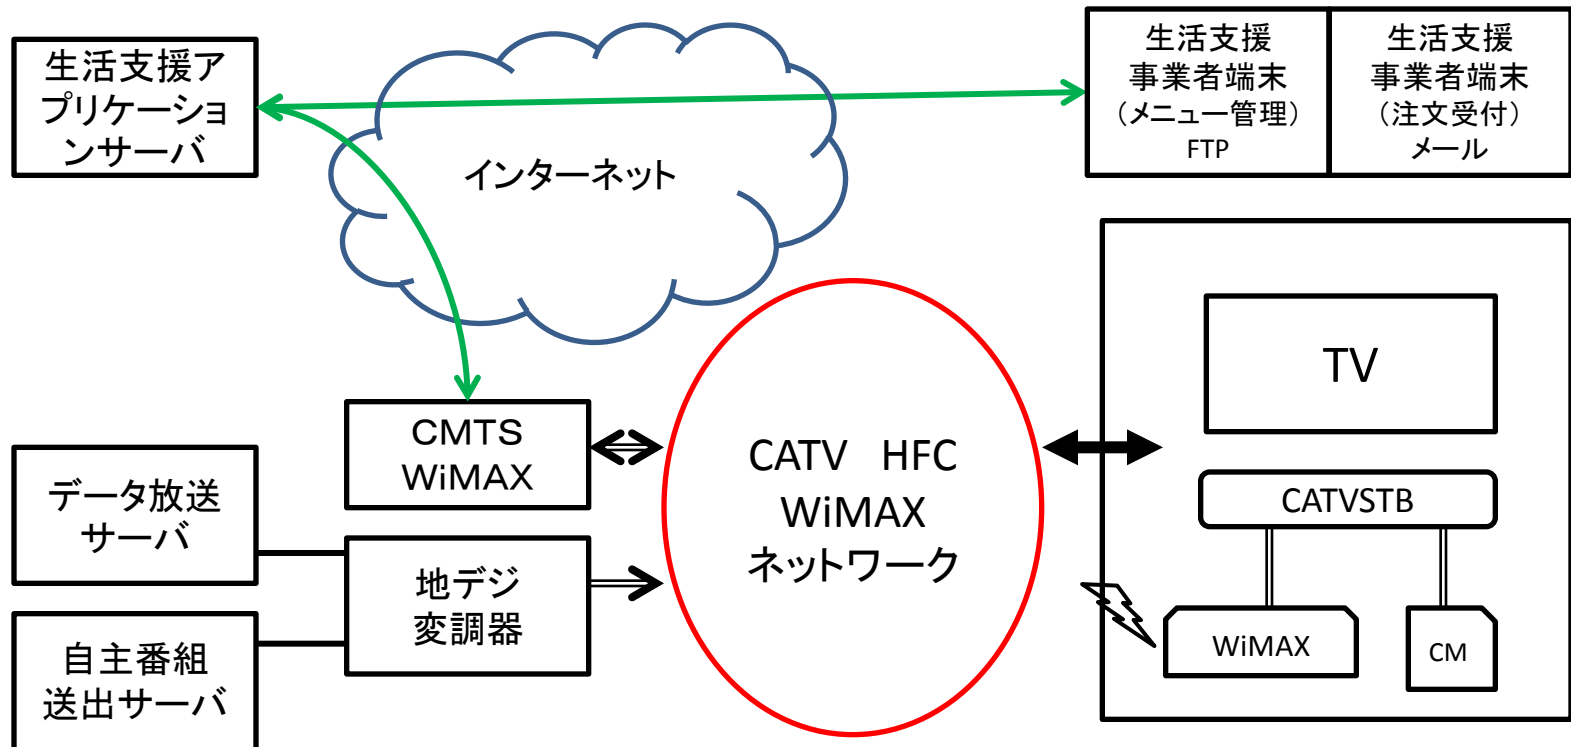 生活支援ア
プリケーショ
ンサーバ
インターネット
生活支援
事業者端末
（メニュー管理）
FTP
生活支援
事業者端末
（注文受付）
メール
CMTS
WiMAX
データ放送
サーバ
地デジ
変調器
自主番組
送出サーバ
CATV　HFC
WiMAX
ネットワーク
TV
CATVSTB
WiMAX
CM